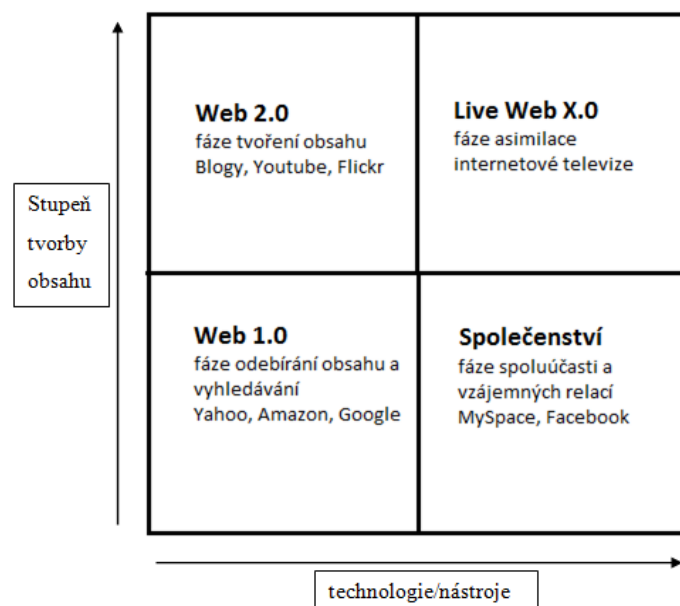 Web 2.0
fáze tvoření obsahu
Blogy, Youtube, Flickr
Live Web X.0
fáze asimilace
internetové televize
Stupeň
tvorby
obsahu
Web 1.0
fáze odebírání obsahu a
vyhledávání
Yahoo, Amazon, Google
Společenství
fáze spoluúčasti a
vzájemných relací
MySpace, Facebook
technologie/nástroje